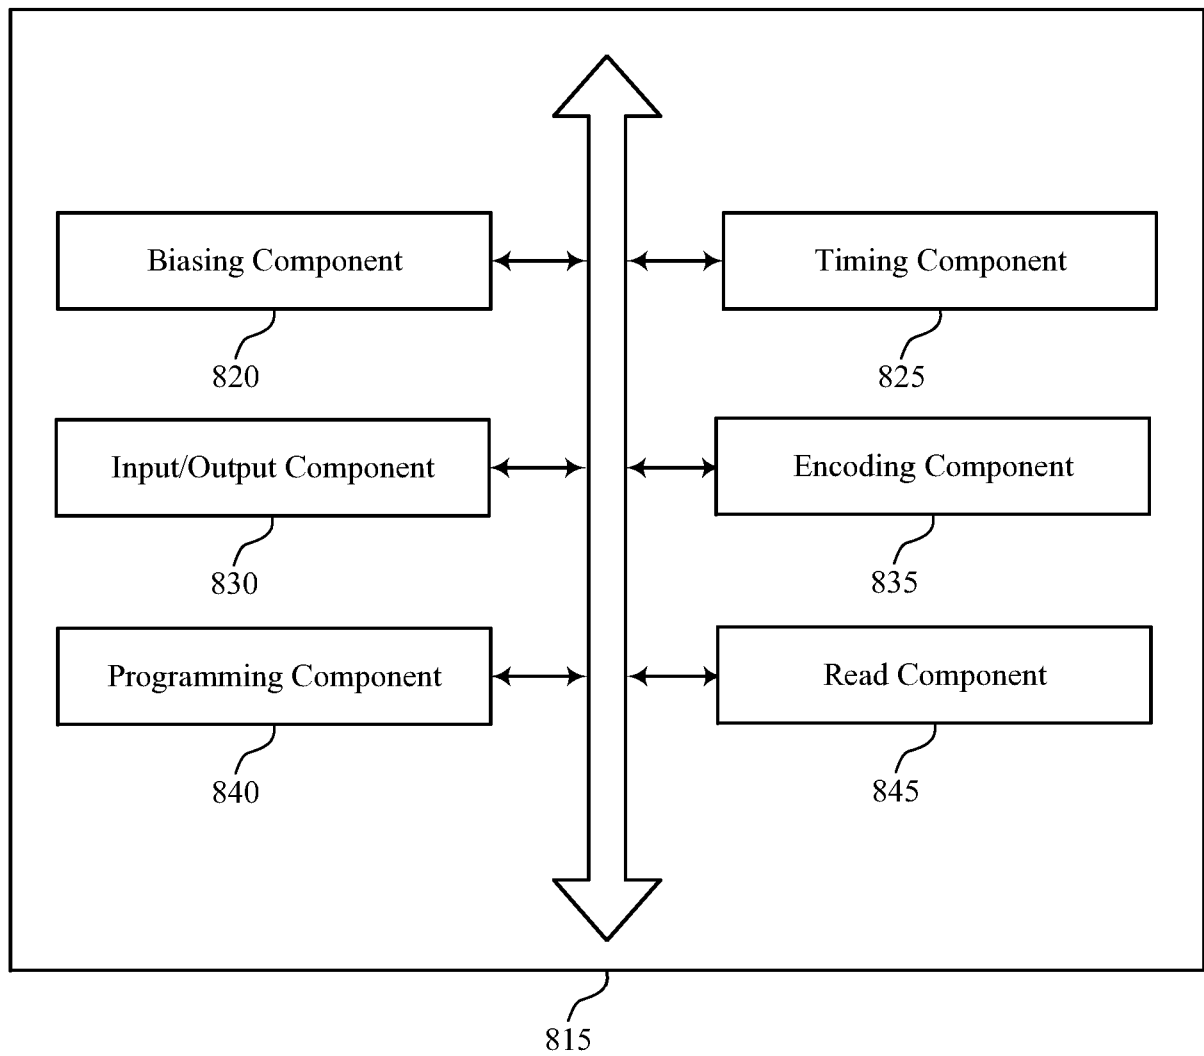 Biasing Component
820
Timing Component
825
Input/Output Component
830
Encoding Component
835
Programming Component
840
Read Component
845
815